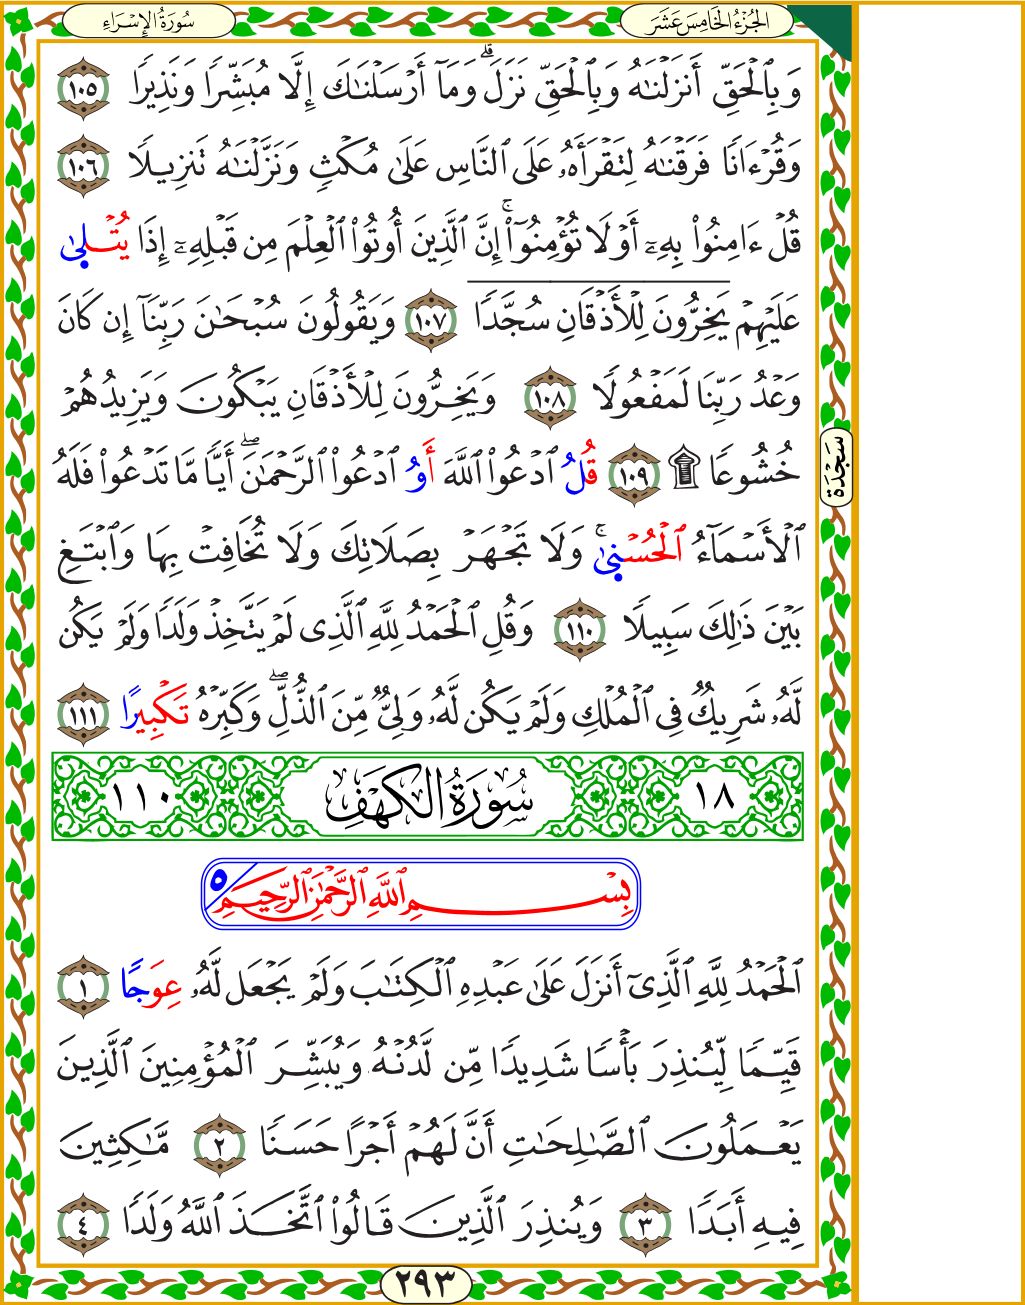 سُورَةُ الإِسْرَاء
الجُزْءُ الخَامِسَ عَشَرَ
وَبِٱلْحَقِّ أَنزَلْنَٰهُ وَبِٱلْحَقِّ نَزَلَ ۗ وَمَآ أَرْسَلْنَٰكَ إِلَّا مُبَشِّرًا وَنَذِيرًا ١٠٥
وَقُرْءَانًا فَرَقْنَٰهُ لِتَقْرَأَهُۥ عَلَى ٱلنَّاسِ عَلَىٰ مُكْثٍ وَنَزَّلْنَٰهُ تَنزِيلًا ١٠٦
قُلْ ءَامِنُوا۟ بِهِۦٓ أَوْ لَا تُؤْمِنُوٓا۟ ۚ إِنَّ ٱلَّذِينَ أُوتُوا۟ ٱلْعِلْمَ مِن قَبْلِهِۦٓ إِذَا يُتْلَىٰ
عَلَيْهِمْ يَخِرُّونَ لِلْأَذْقَانِ سُجَّدًا ١٠٧ وَيَقُولُونَ سُبْحَٰنَ رَبِّنَآ إِن كَانَ
وَعْدُ رَبِّنَا لَمَفْعُولًا ١٠٨ وَيَخِرُّونَ لِلْأَذْقَانِ يَبْكُونَ وَيَزِيدُهُمْ
خُشُوعًا ۩ ١٠٩ قُلُ ٱدْعُوا۟ ٱللَّهَ أَوُ ٱدْعُوا۟ ٱلرَّحْمَٰنَ ۖ أَيًّا مَّا تَدْعُوا۟ فَلَهُ
سَجْدَة
ٱلْأَسْمَآءُ ٱلْحُسْنَىٰ ۚ وَلَا تَجْهَرْ بِصَلَاتِكَ وَلَا تُخَافِتْ بِهَا وَٱبْتَغِ
بَيْنَ ذَٰلِكَ سَبِيلًا ١١٠ وَقُلِ ٱلْحَمْدُ لِلَّهِ ٱلَّذِى لَمْ يَتَّخِذْ وَلَدًا وَلَمْ يَكُن
لَّهُۥ شَرِيكٌ فِى ٱلْمُلْكِ وَلَمْ يَكُن لَّهُۥ وَلِىٌّ مِّنَ ٱلذُّلِّ ۖ وَكَبِّرْهُ تَكْبِيرًا ١١١
١٨ سُورَةُ الكَهْفِ ١١٠
بِسْمِ ٱللَّهِ ٱلرَّحْمَٰنِ ٱلرَّحِيمِ ٥
ٱلْحَمْدُ لِلَّهِ ٱلَّذِىٓ أَنزَلَ عَلَىٰ عَبْدِهِ ٱلْكِتَٰبَ وَلَمْ يَجْعَل لَّهُۥ عِوَجًا ١
قَيِّمًا لِّيُنذِرَ بَأْسًا شَدِيدًا مِّن لَّدُنْهُ وَيُبَشِّرَ ٱلْمُؤْمِنِينَ ٱلَّذِينَ
يَعْمَلُونَ ٱلصَّٰلِحَٰتِ أَنَّ لَهُمْ أَجْرًا حَسَنًا ٢ مَّٰكِثِينَ
فِيهِ أَبَدًا ٣ وَيُنذِرَ ٱلَّذِينَ قَالُوا۟ ٱتَّخَذَ ٱللَّهُ وَلَدًا ٤
٢٩٣